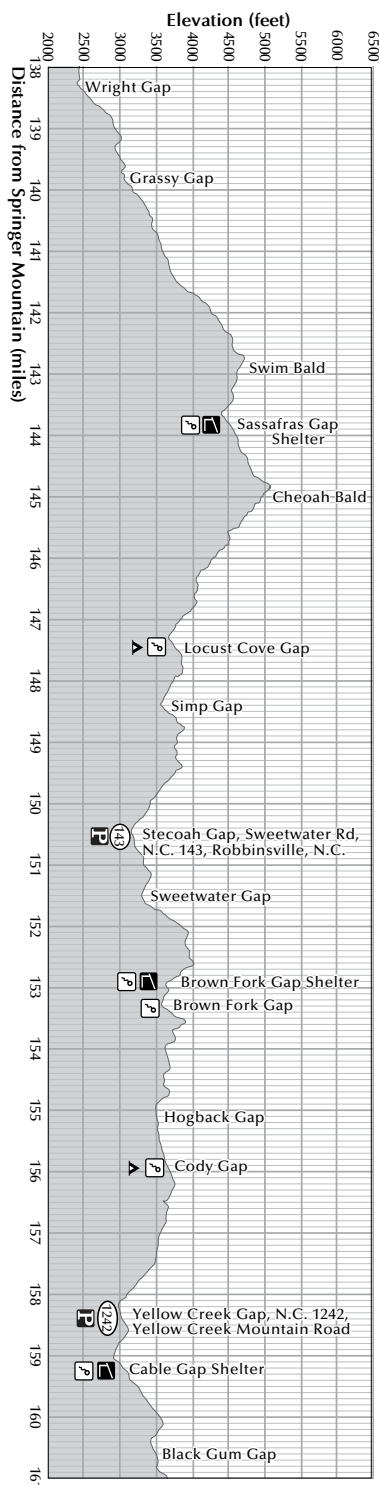 Elevation (feet)
2000
2500
3000
3500
4000
4500
5000
5500
6000
6500
Distance from Springer Mountain (miles)
138
Wright Gap
139
Grassy Gap
140
141
142
Swim Bald
143
Sassafras Gap
Shelter
144
Cheoah Bald
145
146
147
Locust Cove Gap
148
Simp Gap
149
150
Stecoah Gap, Sweetwater Rd,
N.C. 143, Robbinsville, N.C.
143
P
151
Sweetwater Gap
152
Brown Fork Gap Shelter
153
Brown Fork Gap
154
155
Hogback Gap
Cody Gap
156
157
158
Yellow Creek Gap, N.C. 1242,
Yellow Creek Mountain Road
1242
P
159
Cable Gap Shelter
160
Black Gum Gap